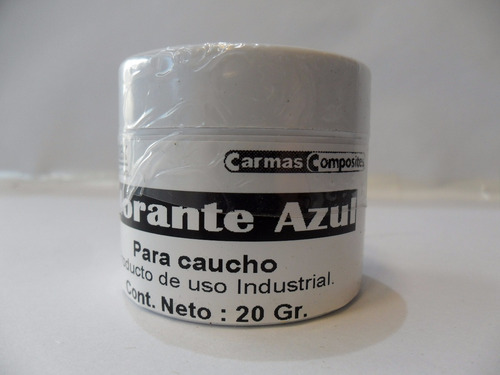 Carmas Composites
orante Azul
Para caucho
oducto de uso Industrial.
Cont. Neto : 20 Gr.